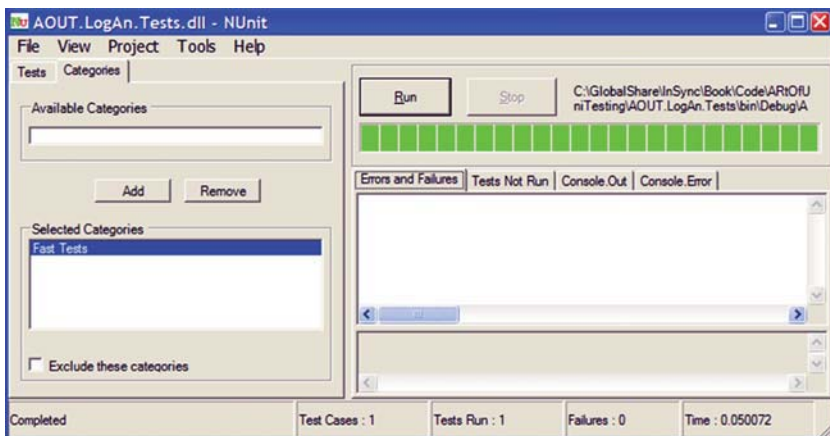 AOUT.LogAn.Tests.dll - NUnit
File View Project Tools Help
Tests Categories
Available Categories
Add Remove
Selected Categories
Fast Tests
Exclude these categories
Run Stop
C:\GlobalShare\InSync\Book\Code\ARtOfU
niTesting\AOUT.LogAn.Tests\bin\Debug\A
Errors and Failures Tests Not Run Console.Out Console.Error
Completed Test Cases : 1 Tests Run : 1 Failures : 0 Time : 0.050072